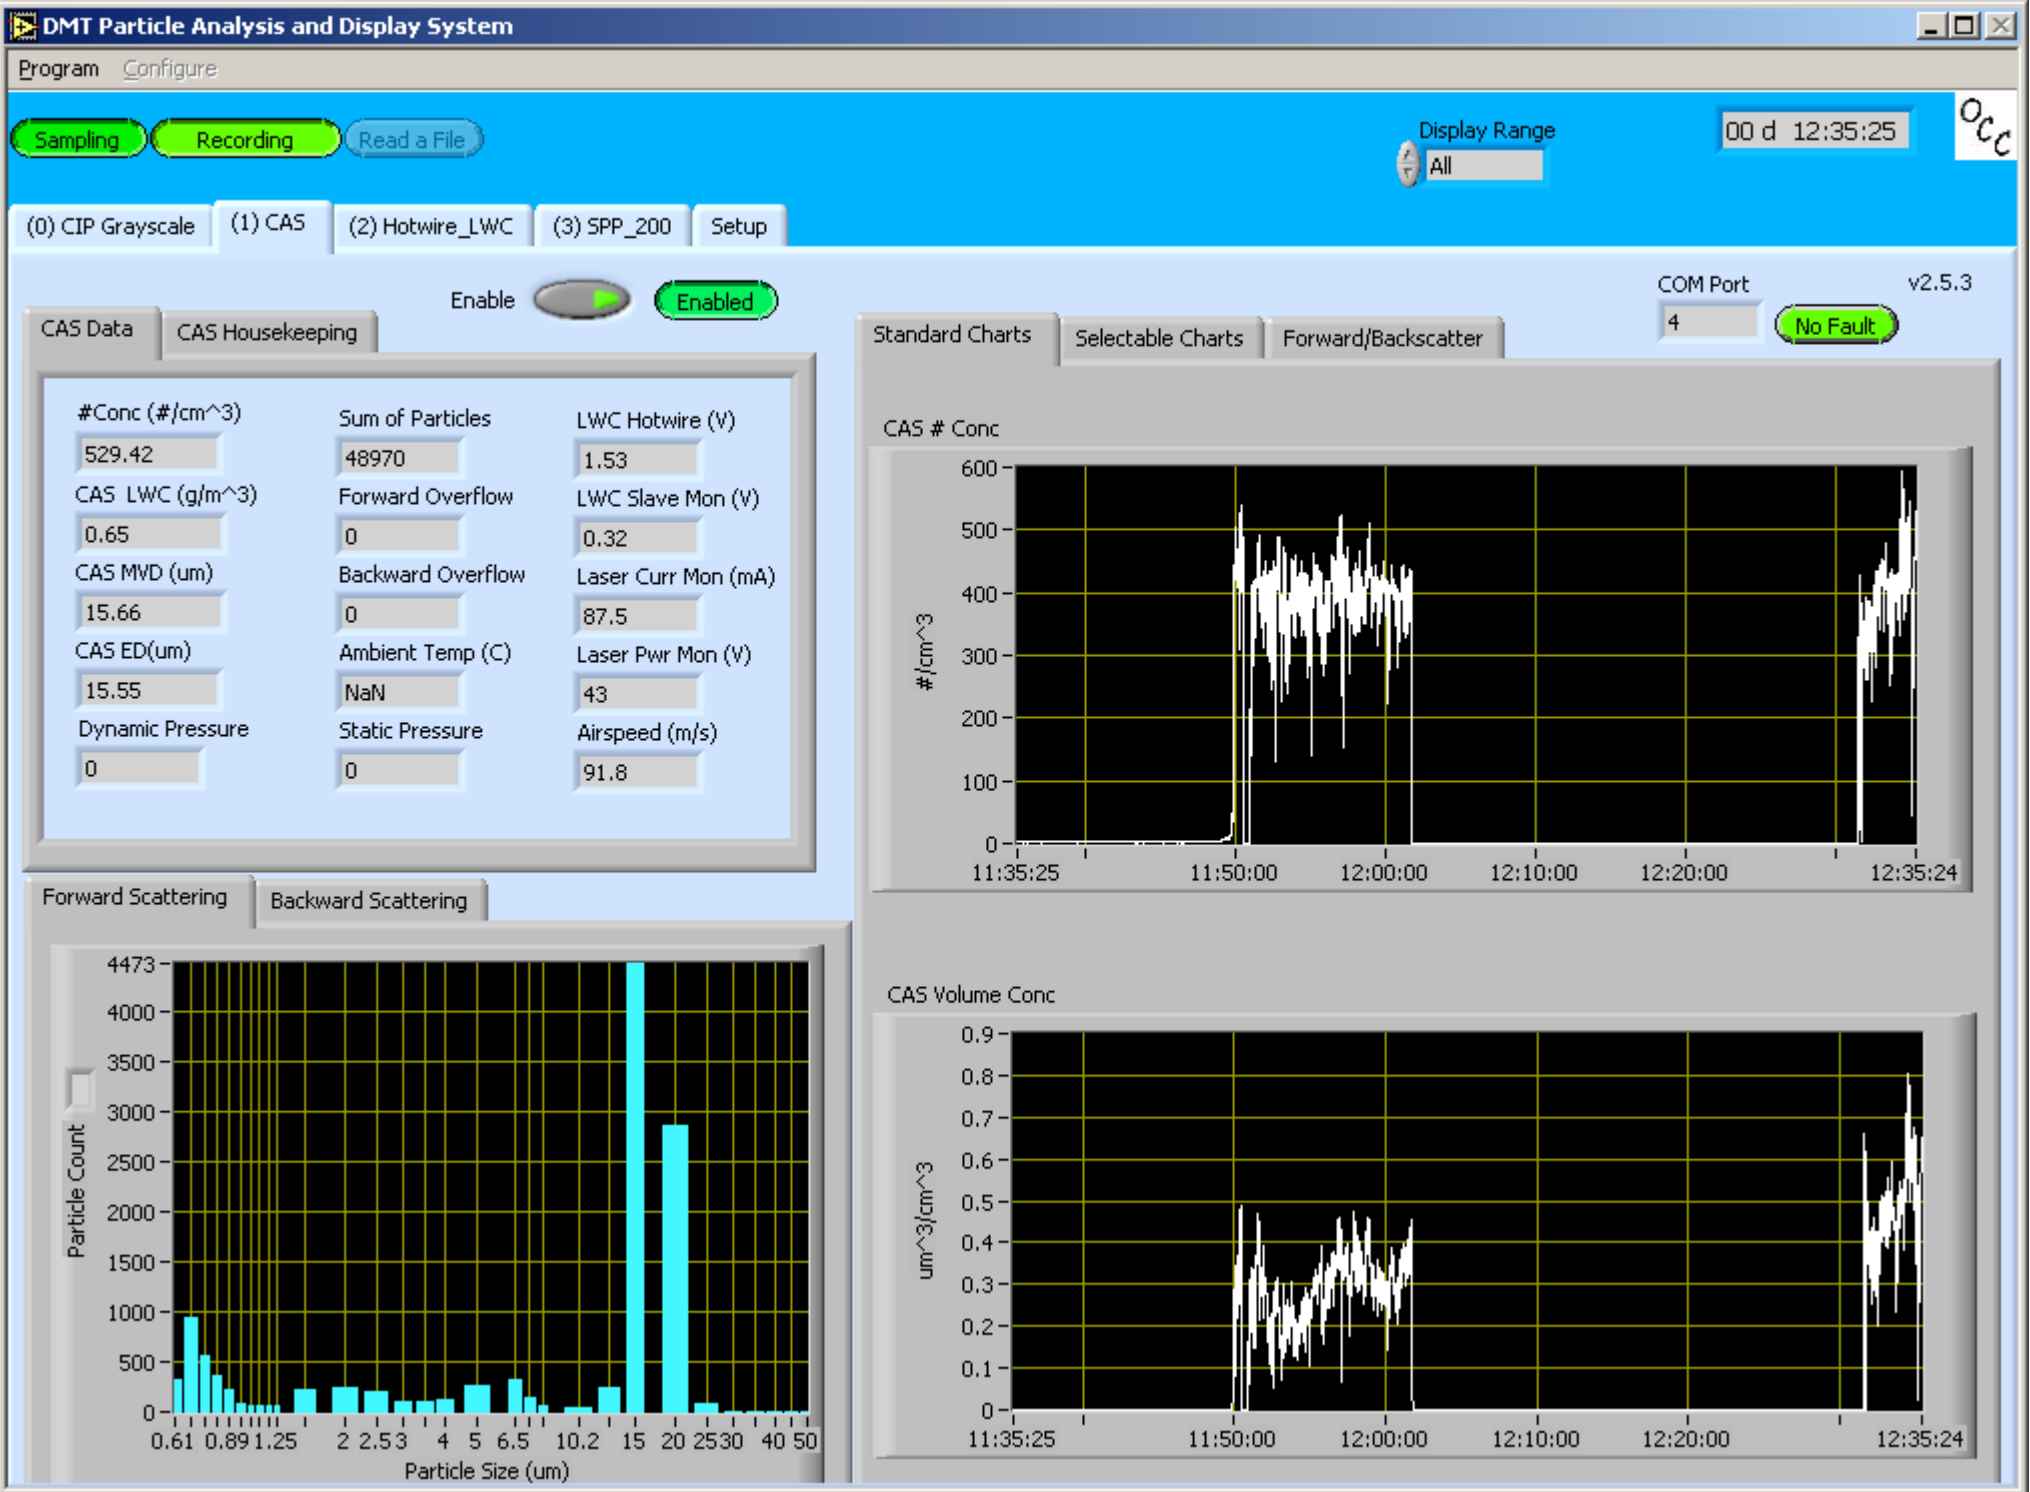 DMT Particle Analysis and Display System
Program Configure
Sampling Recording Read a File
Display Range
All
00 d 12:35:25
OCC
(0) CIP Grayscale (1) CAS (2) Hotwire_LWC (3) SPP_200 Setup
Enable Enabled
COM Port
4
No Fault
v2.5.3
CAS Data CAS Housekeeping
#Conc (#/cm^3) Sum of Particles LWC Hotwire (V)
529.42 48970 1.53
CAS LWC (g/m^3) Forward Overflow LWC Slave Mon (V)
0.65 0 0.32
CAS MVD (um) Backward Overflow Laser Curr Mon (mA)
15.66 0 87.5
CAS ED(um) Ambient Temp (C) Laser Pwr Mon (V)
15.55 NaN 43
Dynamic Pressure Static Pressure Airspeed (m/s)
0 0 91.8
Forward Scattering Backward Scattering
4473
4000
3500
3000
2500
2000
1500
1000
500
0
Particle Count
0.61 0.89 1.25 2 2.5 3 4 5 6.5 10.2 15 20 25 30 40 50
Particle Size (um)
Standard Charts Selectable Charts Forward/Backscatter
CAS # Conc
600
500
400
300
200
100
0
#/cm^3
11:35:25 11:50:00 12:00:00 12:10:00 12:20:00 12:35:24
CAS Volume Conc
0.9
0.8
0.7
0.6
0.5
0.4
0.3
0.2
0.1
0
um^3/cm^3
11:35:25 11:50:00 12:00:00 12:10:00 12:20:00 12:35:24